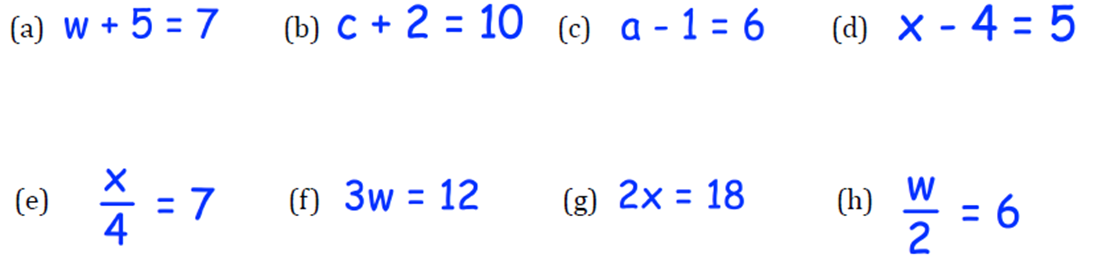 (a) w + 5 = 7 (b) c + 2 = 10 (c) a - 1 = 6 (d) x - 4 = 5
(e) x/4 = 7 (f) 3w = 12 (g) 2x = 18 (h) w/2 = 6